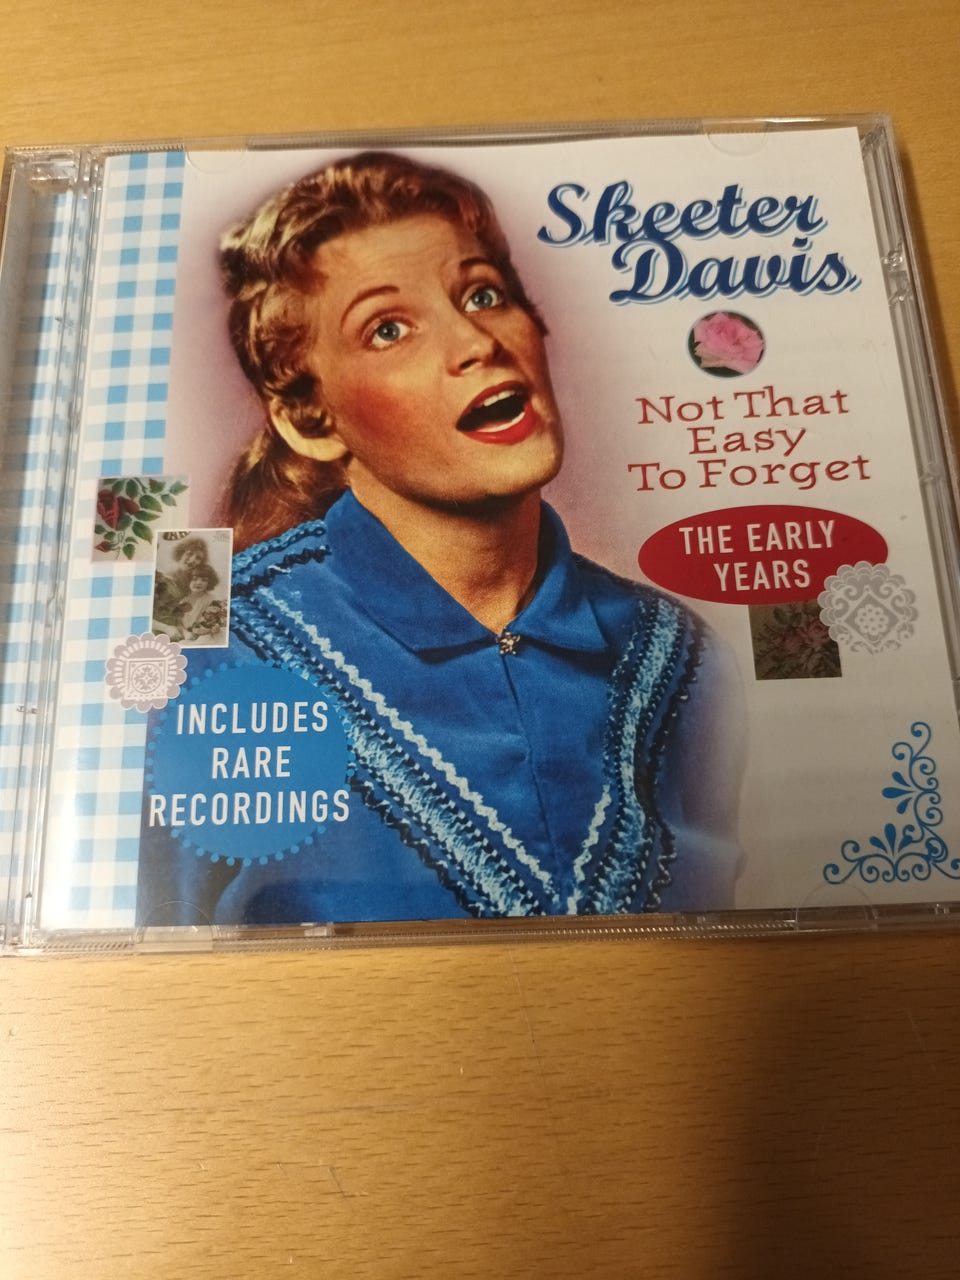 Skeeter
Davis
Not That
Easy
To Forget
THE EARLY
YEARS
INCLUDES
RARE
RECORDINGS